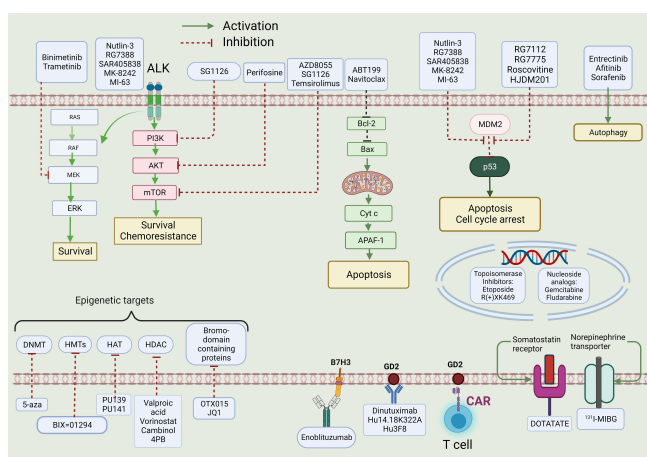 Activation
Inhibition
Binimetinib
Trametinib
Nutlin-3
RG7388
SAR405838
MK-8242
MI-63
ALK
SG1126
Perifosine
AZD8055
SG1126
Temsirolimus
ABT199
Navitoclax
Nutlin-3
RG7388
SAR405838
MK-8242
MI-63
RG7112
RG7775
Roscovitine
HJDM201
Entrectinib
Afitinib
Sorafenib
RAS
RAF
MEK
ERK
Survival
PI3K
AKT
mTOR
Survival
Chemoresistance
Bcl-2
Bax
Cyt c
APAF-1
Apoptosis
MDM2
p53
Apoptosis
Cell cycle arrest
Autophagy
Topoisomerase
Inhibitors:
Etoposide
R(+)XK469
Nucleoside
analogs:
Gemcitabine
Fludarabine
Epigenetic targets
DNMT
HMTs
HAT
HDAC
Bromo-
domain
containing
proteins
5-aza
BIX=01294
PU139
PU141
Valproic
acid
Vorinostat
Cambinol
4PB
OTX015
JQ1
B7H3
Enoblituzumab
GD2
Dinutuximab
Hu14.18K322A
Hu3F8
GD2
CAR
T cell
Somatostatin
receptor
DOTATATE
Norepinephrine
transporter
¹³¹I-MIBG